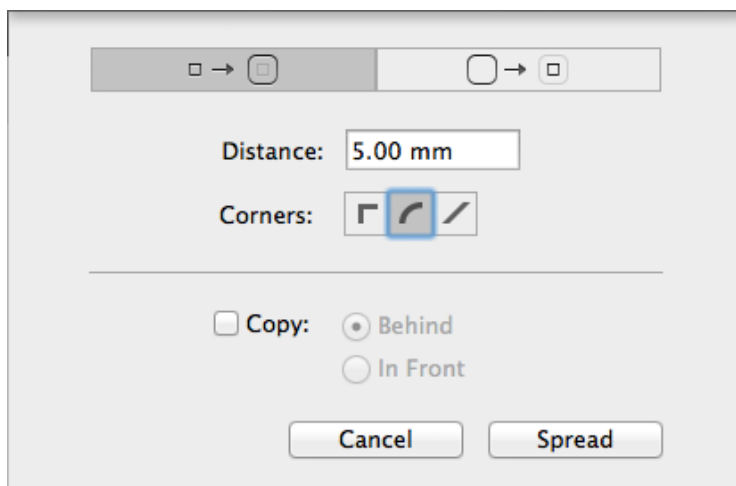 Distance: 5.00 mm
Corners:
Copy: Behind
In Front
Cancel Spread